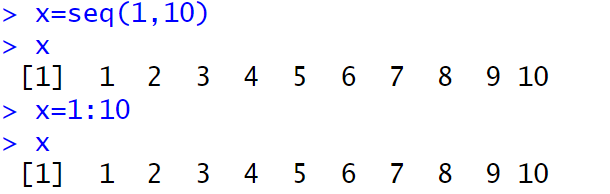 > x=seq(1,10)
> x
 [1]  1  2  3  4  5  6  7  8  9 10
> x=1:10
> x
 [1]  1  2  3  4  5  6  7  8  9 10